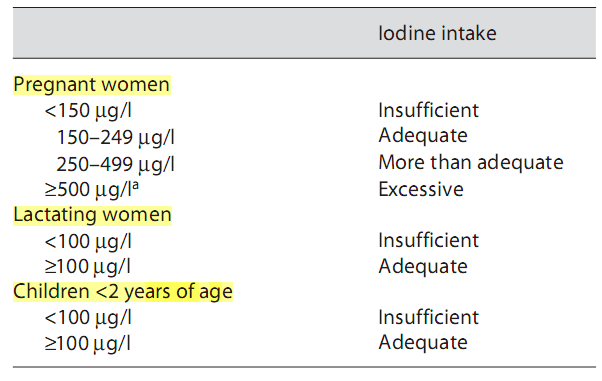 Iodine intake
Pregnant women
<150 μg/l Insufficient
150–249 μg/l Adequate
250–499 μg/l More than adequate
≥500 μg/lª Excessive
Lactating women
<100 μg/l Insufficient
≥100 μg/l Adequate
Children <2 years of age
<100 μg/l Insufficient
≥100 μg/l Adequate